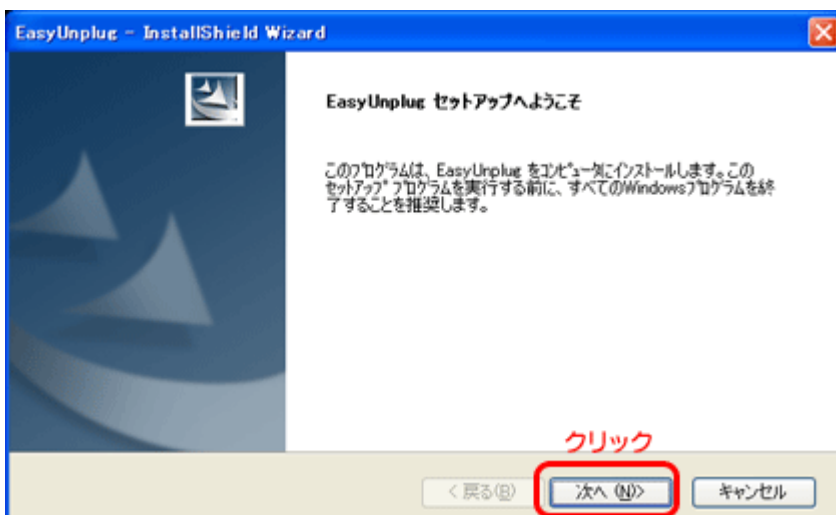 EasyUnplug - InstallShield Wizard
EasyUnplug セットアップへようこそ
このプログラムは、EasyUnplug をコンピュータにインストールします。この
セットアップ プログラムを実行する前に、すべてのWindowsプログラムを終
了することを推奨します。
クリック
< 戻る(B)
次へ (N)>
キャンセル